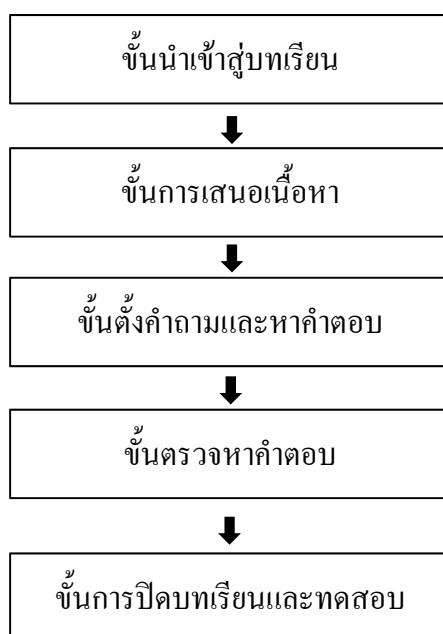 ขั้นนำเข้าสู่บทเรียน
ขั้นการเสนอเนื้อหา
ขั้นตั้งคำถามและหาคำตอบ
ขั้นตรวจหาคำตอบ
ขั้นการปิดบทเรียนและทดสอบ